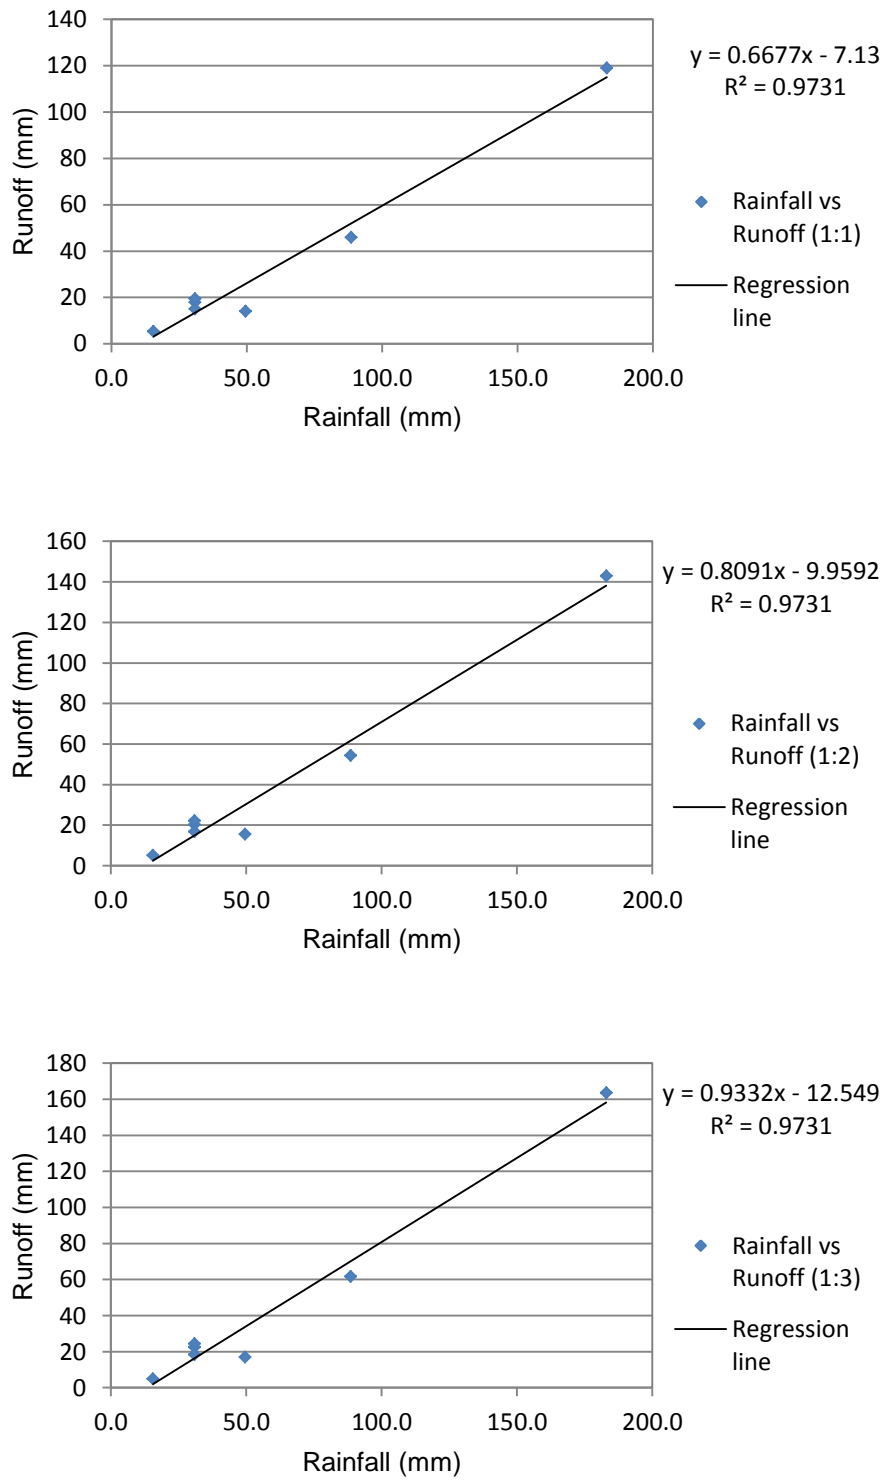 140
120
100
80
60
40
20
0
Runoff (mm)
0.0 50.0 100.0 150.0 200.0
Rainfall (mm)
y = 0.6677x - 7.13
R² = 0.9731
Rainfall vs
Runoff (1:1)
Regression
line
160
140
120
100
80
60
40
20
0
Runoff (mm)
0.0 50.0 100.0 150.0 200.0
Rainfall (mm)
y = 0.8091x - 9.9592
R² = 0.9731
Rainfall vs
Runoff (1:2)
Regression
line
180
160
140
120
100
80
60
40
20
0
Runoff (mm)
0.0 50.0 100.0 150.0 200.0
Rainfall (mm)
y = 0.9332x - 12.549
R² = 0.9731
Rainfall vs
Runoff (1:3)
Regression
line